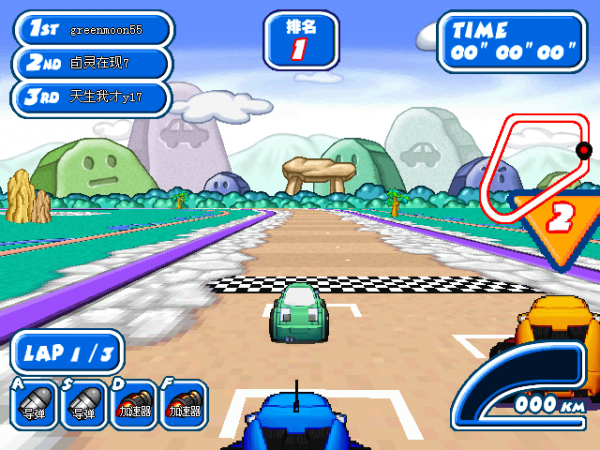 1ST greenmoon55
2ND 卤灵在现7
3RD 天生我才y17
排名
1
TIME
00" 00" 00"
2
LAP 1/3
A S D F
导弹 导弹 加速器 加速器
000 KM